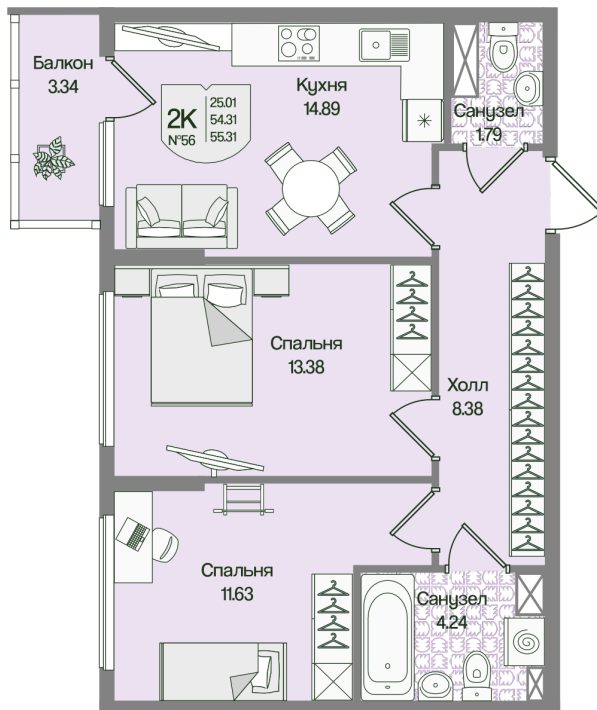 Балкон
3.34
2К
№56
25.01
54.31
55.31
Кухня
14.89
Санузел
1.79
Спальня
13.38
Холл
8.38
Спальня
11.63
Санузел
4.24